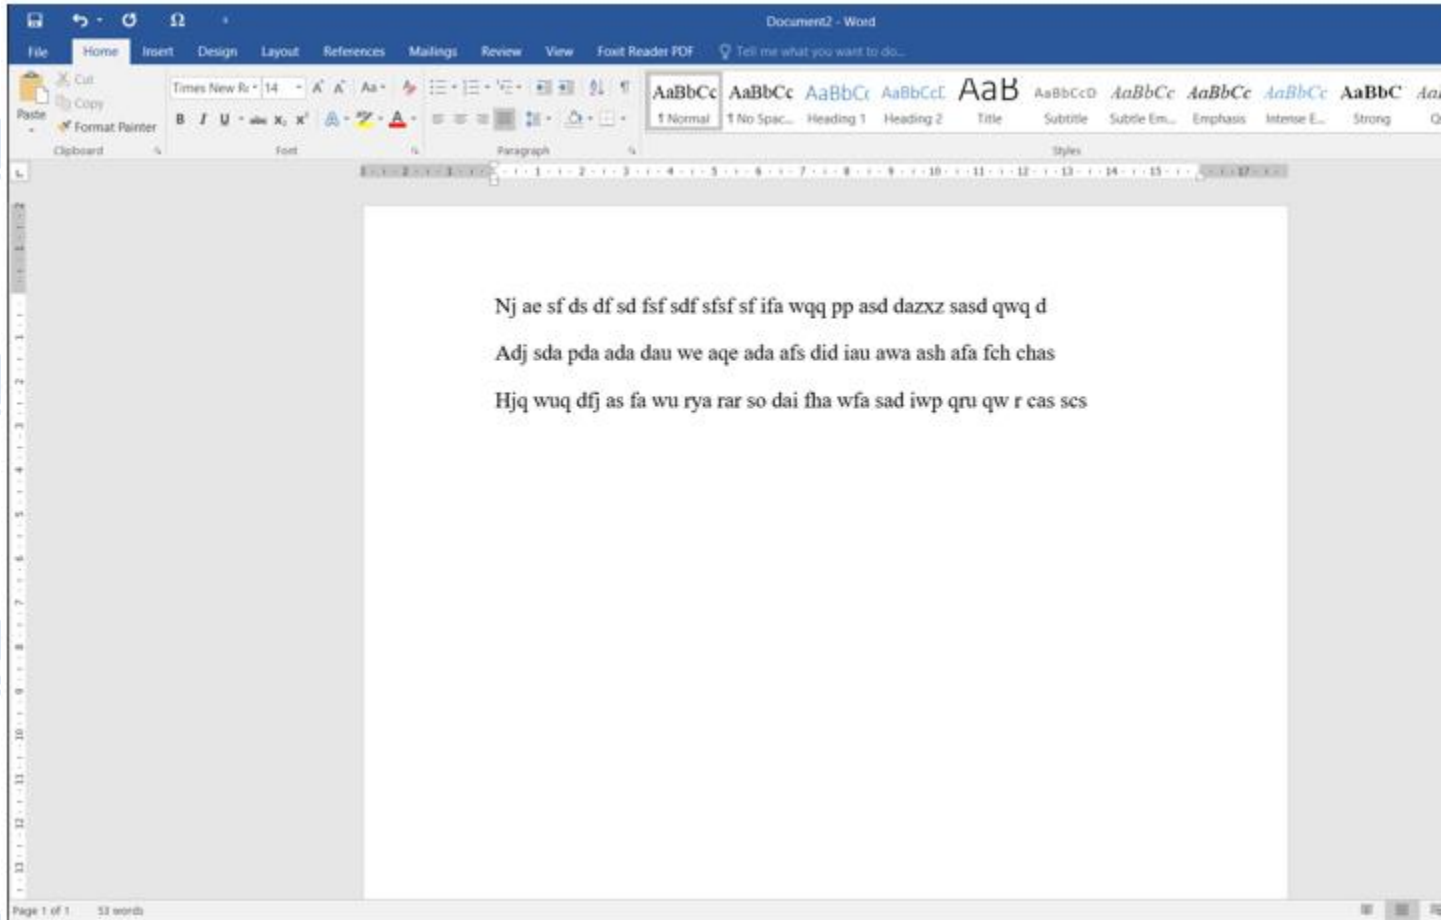 Document2 - Word
File Home Insert Design Layout References Mailings Review View Foxit Reader PDF Tell me what you want to do...
Cut
Copy
Paste
Format Painter
Times New Ro 14
Clipboard Font Paragraph Styles
AaBbCc AaBbCc AaBbCc AaBbCcD AaB AaBbCcD AaBbCc AaBbCc AaBbCc AaBbC
¶ Normal ¶ No Spac... Heading 1 Heading 2 Title Subtitle Subtle Em... Emphasis Intense E... Strong
Nj ae sf ds df sd fsf sdf sfsf sf ifa wqq pp asd dazxz sasd qwq d
Adj sda pda ada dau we aqe ada afs did iau awa ash afa fch chas
Hjq wuq dfj as fa wu rya rar so dai fha wfa sad iwp qru qw r cas scs
Page 1 of 1 53 words